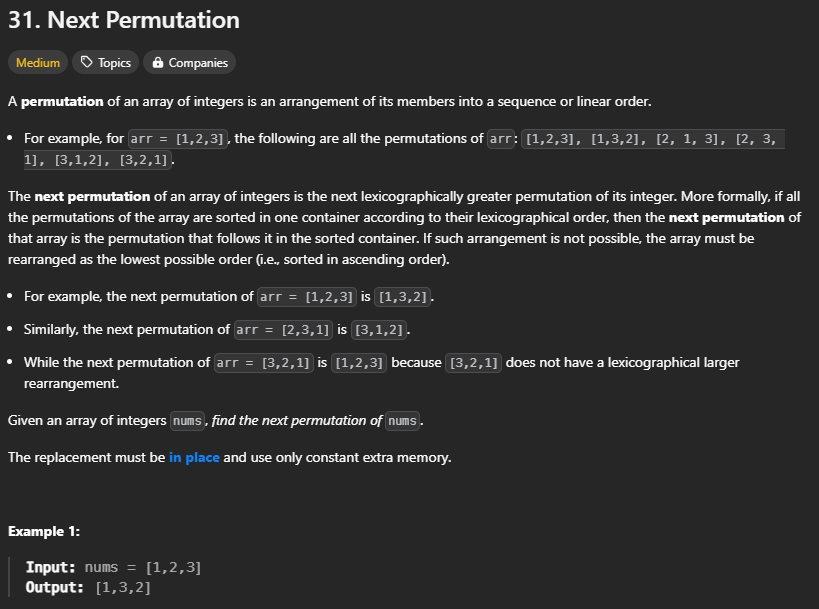 31. Next Permutation
Medium Topics Companies
A permutation of an array of integers is an arrangement of its members into a sequence or linear order.
• For example, for arr = [1,2,3], the following are all the permutations of arr: [1,2,3], [1,3,2], [2, 1, 3], [2, 3,
1], [3,1,2], [3,2,1].
The next permutation of an array of integers is the next lexicographically greater permutation of its integer. More formally, if all
the permutations of the array are sorted in one container according to their lexicographical order, then the next permutation of
that array is the permutation that follows it in the sorted container. If such arrangement is not possible, the array must be
rearranged as the lowest possible order (i.e., sorted in ascending order).
• For example, the next permutation of arr = [1,2,3] is [1,3,2].
• Similarly, the next permutation of arr = [2,3,1] is [3,1,2].
• While the next permutation of arr = [3,2,1] is [1,2,3] because [3,2,1] does not have a lexicographical larger
rearrangement.
Given an array of integers nums, find the next permutation of nums.
The replacement must be in place and use only constant extra memory.
Example 1:
Input: nums = [1,2,3]
Output: [1,3,2]